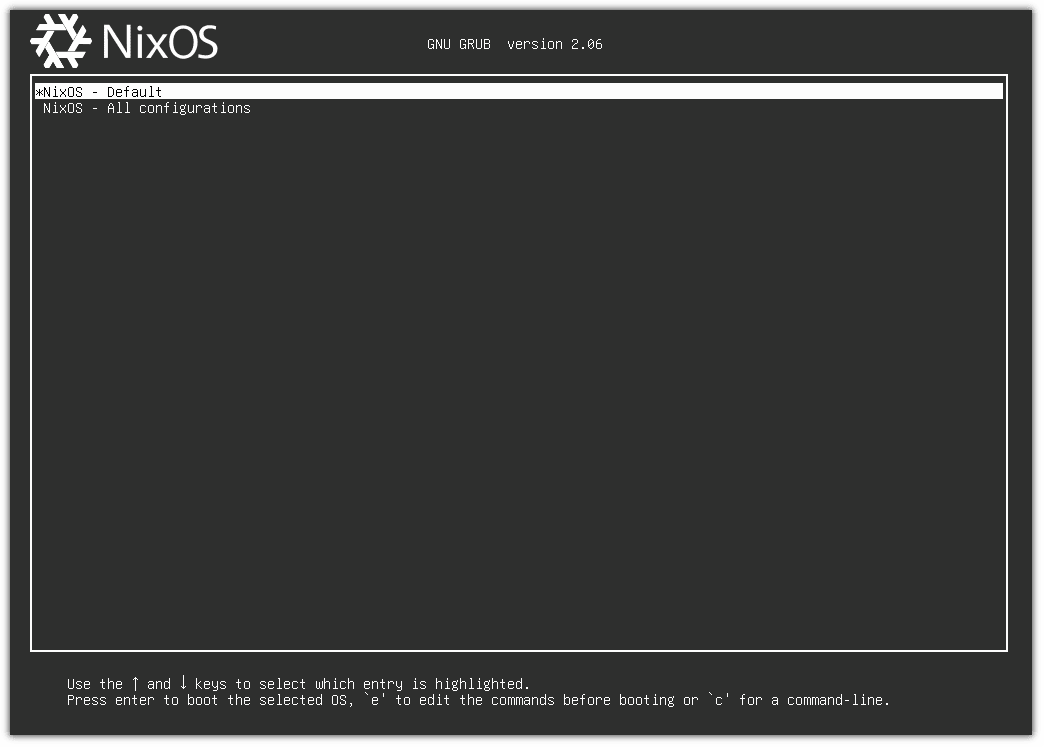 NixOS
GNU GRUB  version 2.06
*NixOS - Default
NixOS - All configurations
Use the ↑ and ↓ keys to select which entry is highlighted.
Press enter to boot the selected OS, `e' to edit the commands before booting or `c' for a command-line.